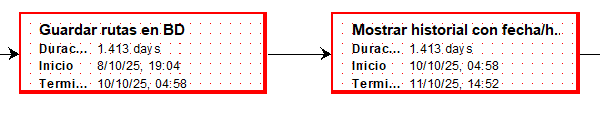 Guardar rutas en BD
Durac... 1.413 days
Inicio 8/10/25, 19:04
Termi... 10/10/25, 04:58
Mostrar historial con fecha/h..
Durac... 1.413 days
Inicio 10/10/25, 04:58
Termi... 11/10/25, 14:52